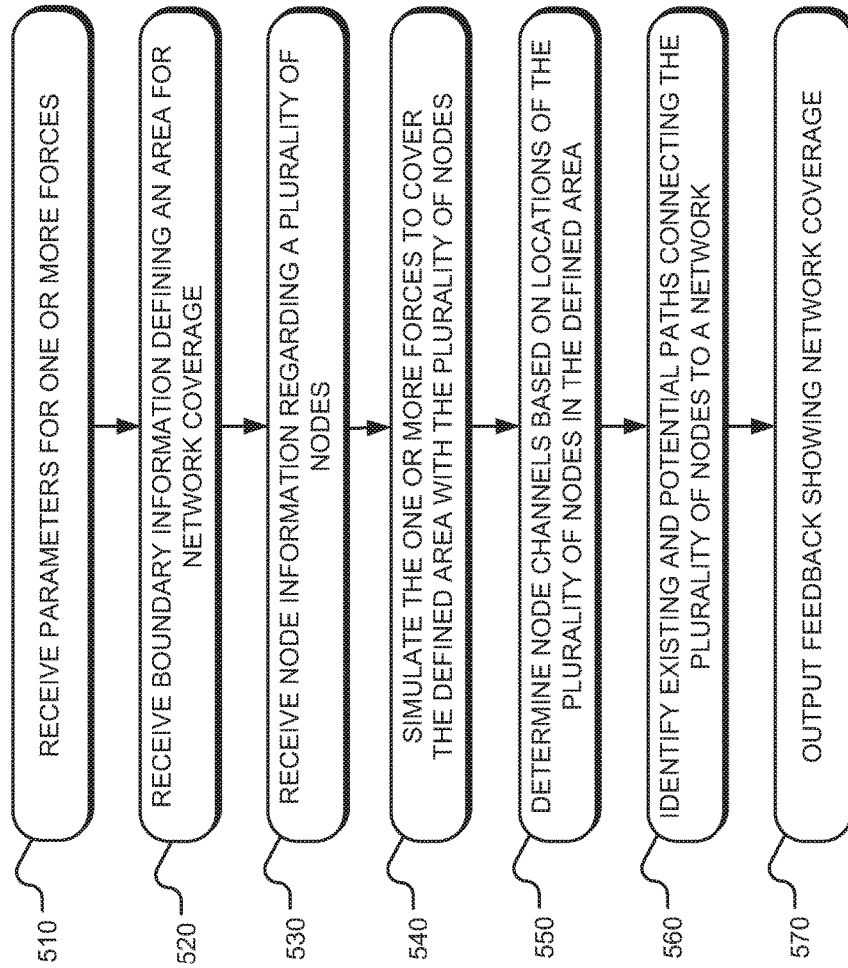 510
RECEIVE PARAMETERS FOR ONE OR MORE FORCES
520
RECEIVE BOUNDARY INFORMATION DEFINING AN AREA FOR
NETWORK COVERAGE
530
RECEIVE NODE INFORMATION REGARDING A PLURALITY OF
NODES
540
SIMULATE THE ONE OR MORE FORCES TO COVER
THE DEFINED AREA WITH THE PLURALITY OF NODES
550
DETERMINE NODE CHANNELS BASED ON LOCATIONS OF THE
PLURALITY OF NODES IN THE DEFINED AREA
560
IDENTIFY EXISTING AND POTENTIAL PATHS CONNECTING THE
PLURALITY OF NODES TO A NETWORK
570
OUTPUT FEEDBACK SHOWING NETWORK COVERAGE